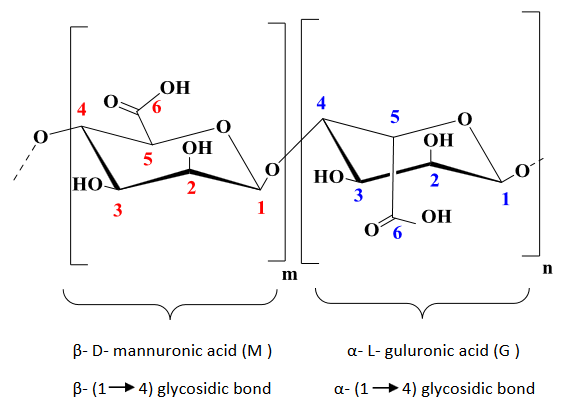 OH
O 6
4 O
O 5 OH
HO 2 O
3 1
m
4 5 O
OH
HO 2 O
3 1
O OH
6
n
β- D- mannuronic acid (M )
α- L- guluronic acid (G )
β- (1 → 4) glycosidic bond
α- (1 → 4) glycosidic bond